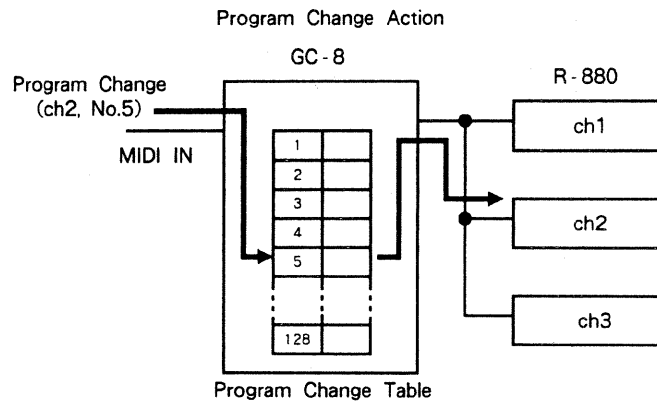 Program Change Action
GC-8
R-880
Program Change
(ch2, No.5)
MIDI IN
1
2
3
4
5
128
ch1
ch2
ch3
Program Change Table